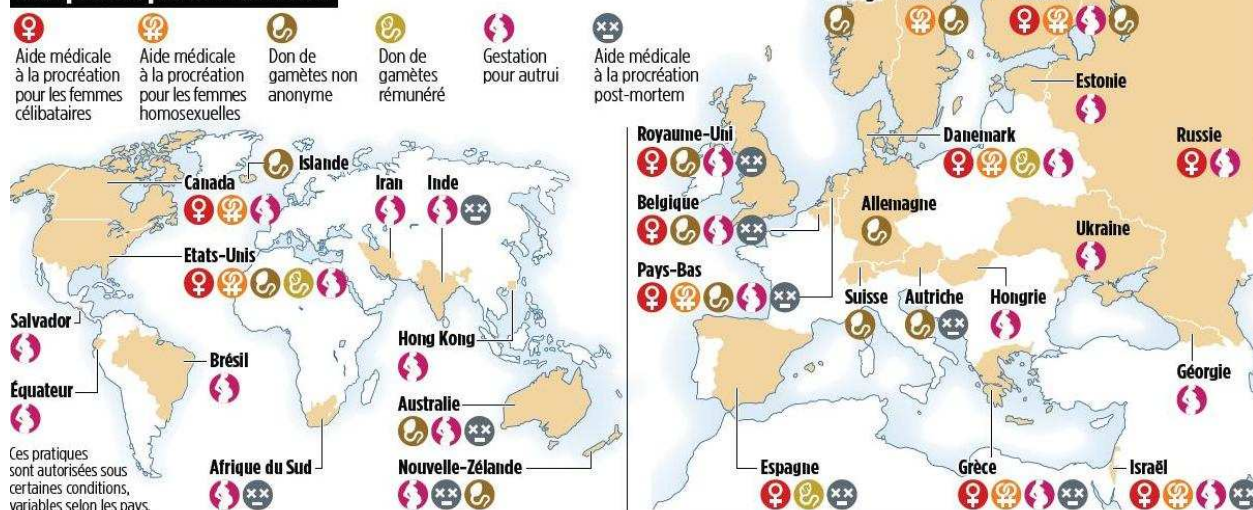 Aide médicale
à la procréation
pour les femmes
célibataires
Aide médicale
à la procréation
pour les femmes
homosexuelles
Don de
gamètes non
anonyme
Don de
gamètes
rémunéré
Gestation
pour autrui
Aide médicale
à la procréation
post-mortem
Islande
Canada
Iran
Inde
Etats-Unis
Salvador
Hong Kong
Brésil
Équateur
Australie
Afrique du Sud
Nouvelle-Zélande
Ces pratiques
sont autorisées sous
certaines conditions,
variables selon les pays.
Estonie
Royaume-Uni
Danemark
Russie
Belgique
Allemagne
Ukraine
Pays-Bas
Suisse
Autriche
Hongrie
Géorgie
Espagne
Grèce
Israël